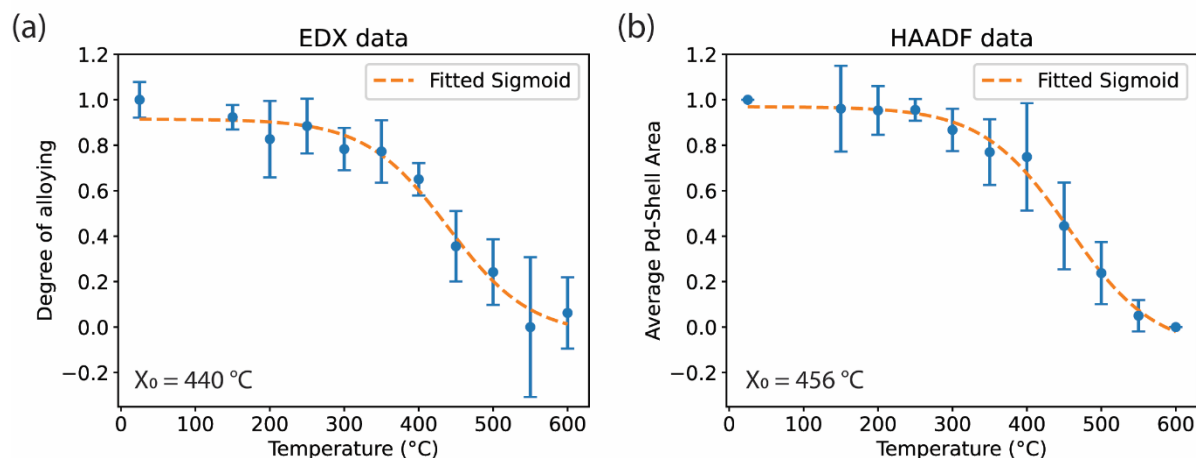 (a)
EDX data
1.2
1.0
0.8
0.6
0.4
0.2
0.0
−0.2
Degree of alloying
Fitted Sigmoid
X₀ = 440 °C
0 100 200 300 400 500 600
Temperature (°C)
(b)
HAADF data
1.2
1.0
0.8
0.6
0.4
0.2
0.0
−0.2
Average Pd-Shell Area
Fitted Sigmoid
X₀ = 456 °C
0 100 200 300 400 500 600
Temperature (°C)